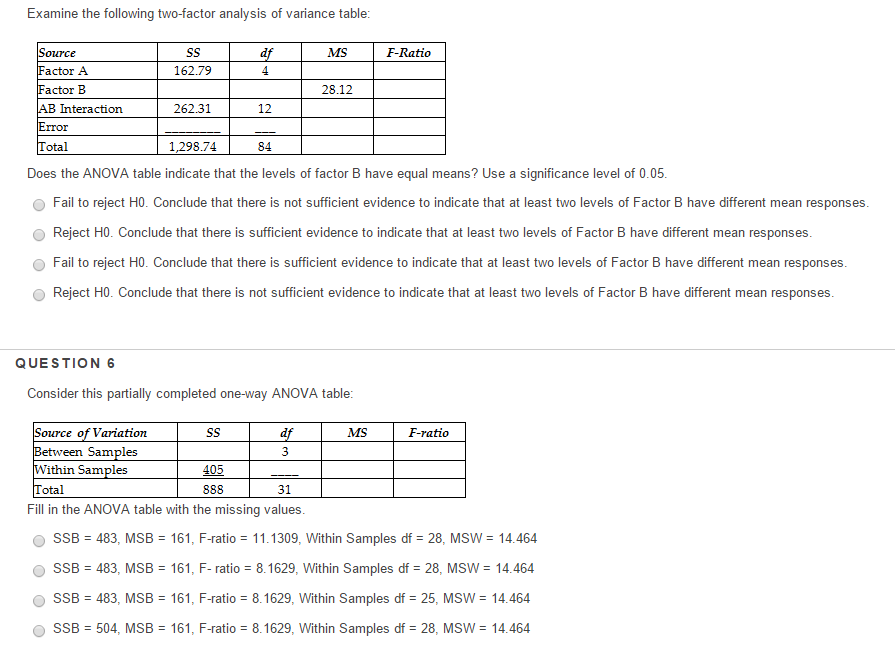 Examine the following two-factor analysis of variance table:
Source SS df MS F-Ratio
Factor A 162.79 4
Factor B 28.12
AB Interaction 262.31 12
Error ________ ___
Total 1,298.74 84
Does the ANOVA table indicate that the levels of factor B have equal means? Use a significance level of 0.05.
Fail to reject H0. Conclude that there is not sufficient evidence to indicate that at least two levels of Factor B have different mean responses.
Reject H0. Conclude that there is sufficient evidence to indicate that at least two levels of Factor B have different mean responses.
Fail to reject H0. Conclude that there is sufficient evidence to indicate that at least two levels of Factor B have different mean responses.
Reject H0. Conclude that there is not sufficient evidence to indicate that at least two levels of Factor B have different mean responses.
QUESTION 6
Consider this partially completed one-way ANOVA table:
Source of Variation SS df MS F-ratio
Between Samples 3
Within Samples 405 ____
Total 888 31
Fill in the ANOVA table with the missing values.
SSB = 483, MSB = 161, F-ratio = 11.1309, Within Samples df = 28, MSW = 14.464
SSB = 483, MSB = 161, F- ratio = 8.1629, Within Samples df = 28, MSW = 14.464
SSB = 483, MSB = 161, F-ratio = 8.1629, Within Samples df = 25, MSW = 14.464
SSB = 504, MSB = 161, F-ratio = 8.1629, Within Samples df = 28, MSW = 14.464